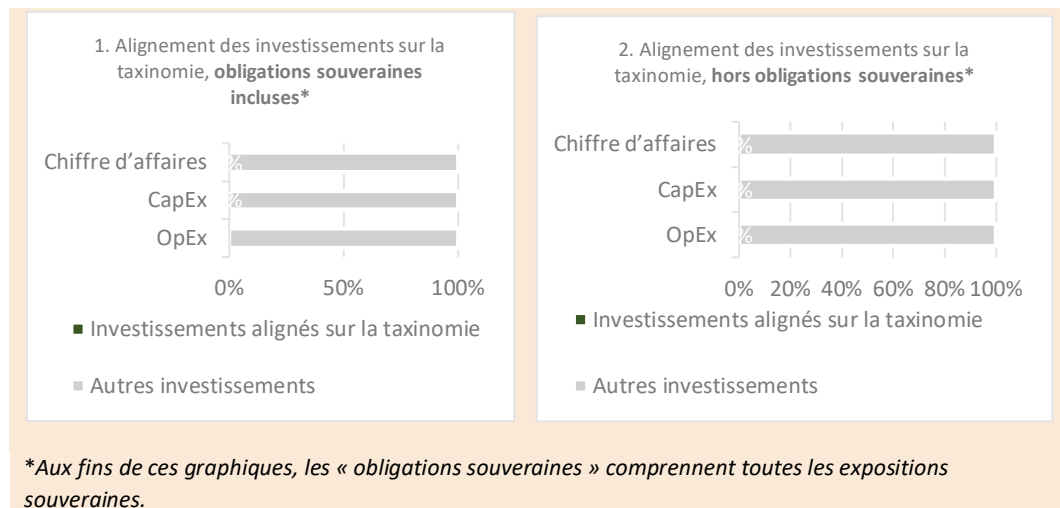 1. Alignement des investissements sur la
taxinomie, obligations souveraines
incluses*
Chiffre d’affaires
%
CapEx
%
OpEx
0% 50% 100%
■ Investissements alignés sur la taxinomie
■ Autres investissements
2. Alignement des investissements sur la
taxinomie, hors obligations souveraines*
Chiffre d’affaires
%
CapEx
%
OpEx
%
0% 20% 40% 60% 80% 100%
■ Investissements alignés sur la taxinomie
■ Autres investissements
*Aux fins de ces graphiques, les « obligations souveraines » comprennent toutes les expositions
souveraines.